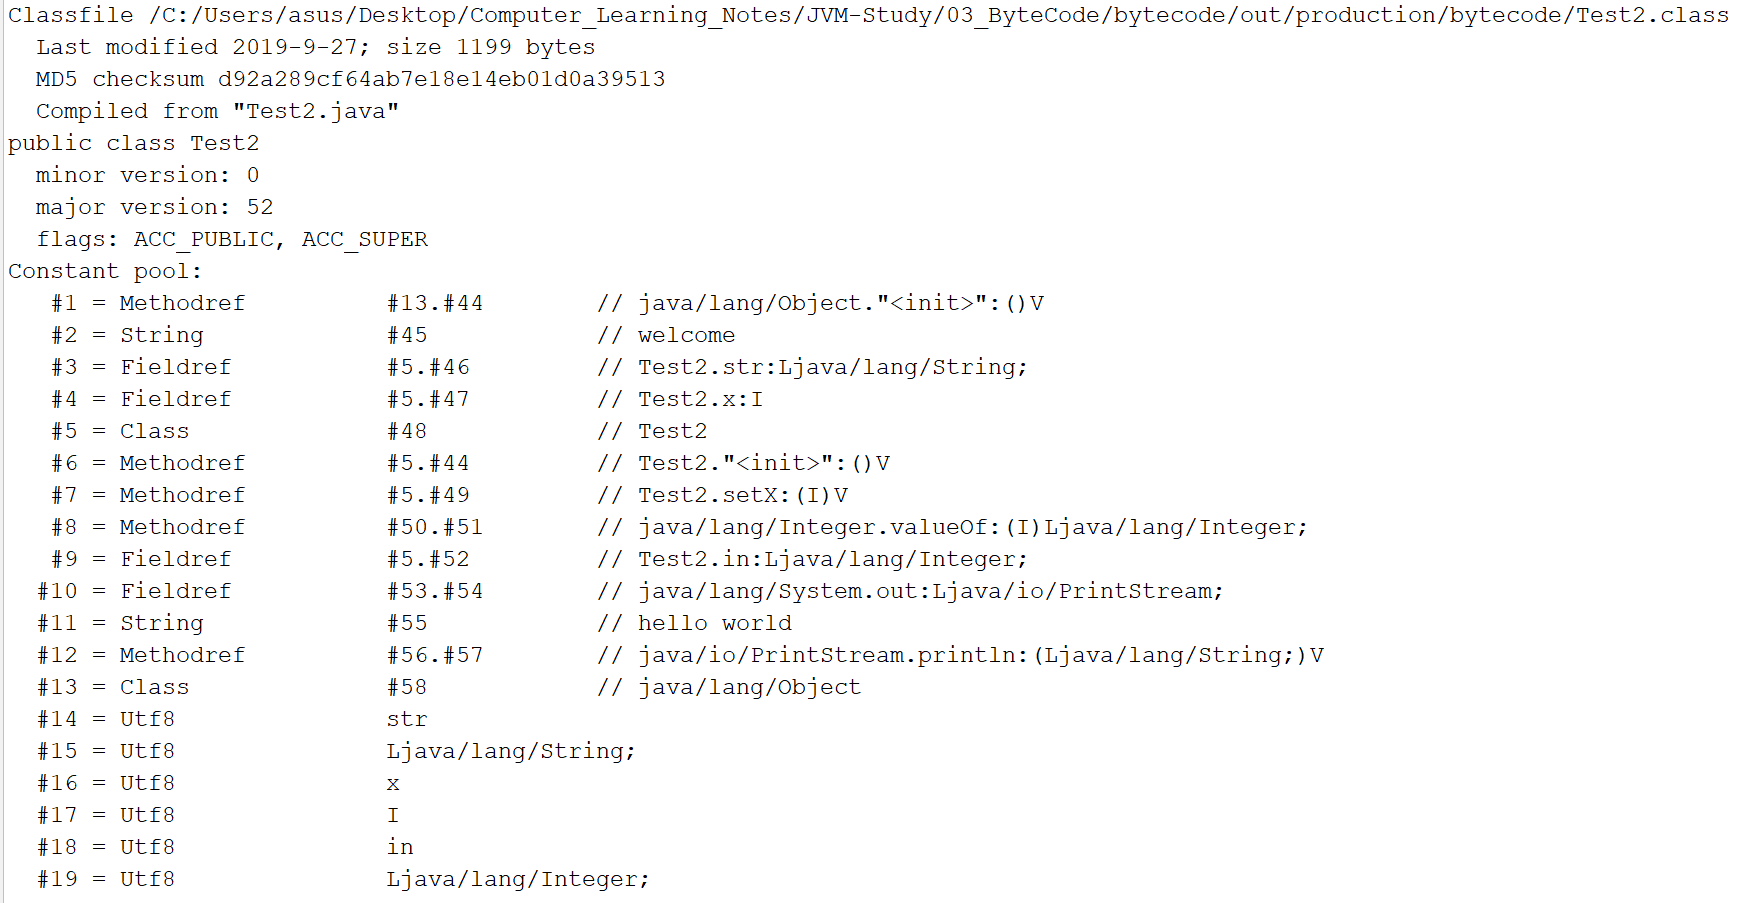 Classfile /C:/Users/asus/Desktop/Computer_Learning_Notes/JVM-Study/03_ByteCode/bytecode/out/production/bytecode/Test2.class
  Last modified 2019-9-27; size 1199 bytes
  MD5 checksum d92a289cf64ab7e18e14eb01d0a39513
  Compiled from "Test2.java"
public class Test2
  minor version: 0
  major version: 52
  flags: ACC_PUBLIC, ACC_SUPER
Constant pool:
   #1 = Methodref          #13.#44        // java/lang/Object."<init>":()V
   #2 = String             #45            // welcome
   #3 = Fieldref           #5.#46         // Test2.str:Ljava/lang/String;
   #4 = Fieldref           #5.#47         // Test2.x:I
   #5 = Class              #48            // Test2
   #6 = Methodref          #5.#44         // Test2."<init>":()V
   #7 = Methodref          #5.#49         // Test2.setX:(I)V
   #8 = Methodref          #50.#51        // java/lang/Integer.valueOf:(I)Ljava/lang/Integer;
   #9 = Fieldref           #5.#52         // Test2.in:Ljava/lang/Integer;
  #10 = Fieldref           #53.#54        // java/lang/System.out:Ljava/io/PrintStream;
  #11 = String             #55            // hello world
  #12 = Methodref          #56.#57        // java/io/PrintStream.println:(Ljava/lang/String;)V
  #13 = Class              #58            // java/lang/Object
  #14 = Utf8               str
  #15 = Utf8               Ljava/lang/String;
  #16 = Utf8               x
  #17 = Utf8               I
  #18 = Utf8               in
  #19 = Utf8               Ljava/lang/Integer;